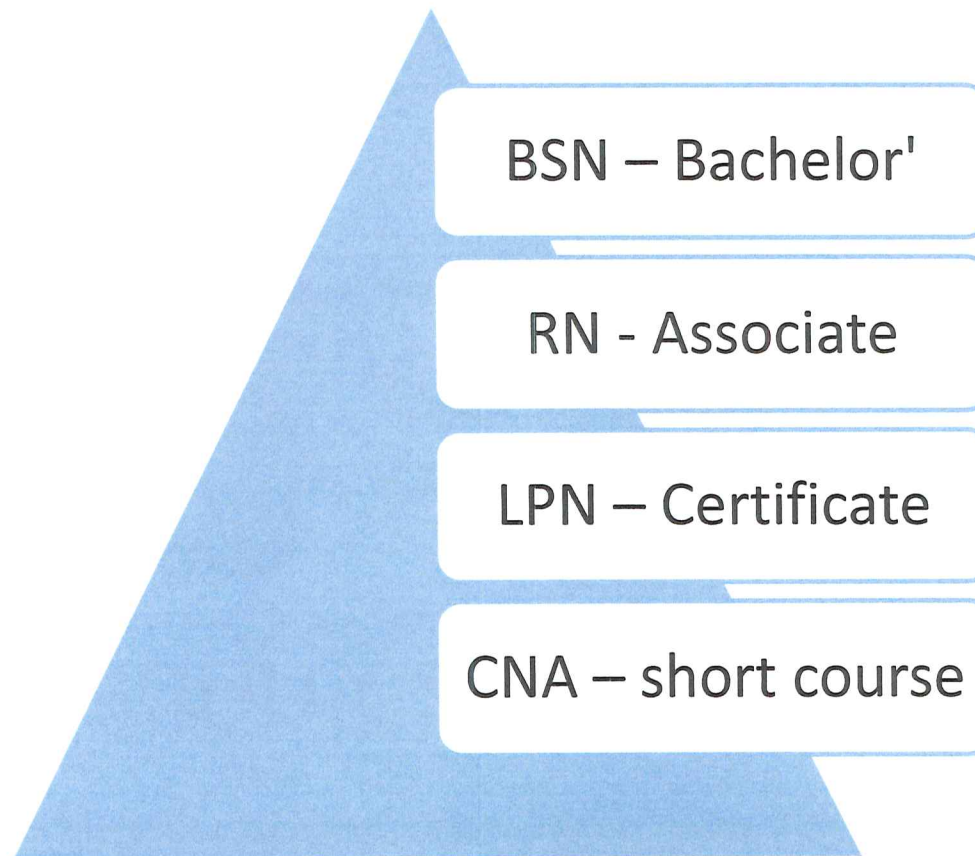 BSN – Bachelor'
RN - Associate
LPN – Certificate
CNA – short course